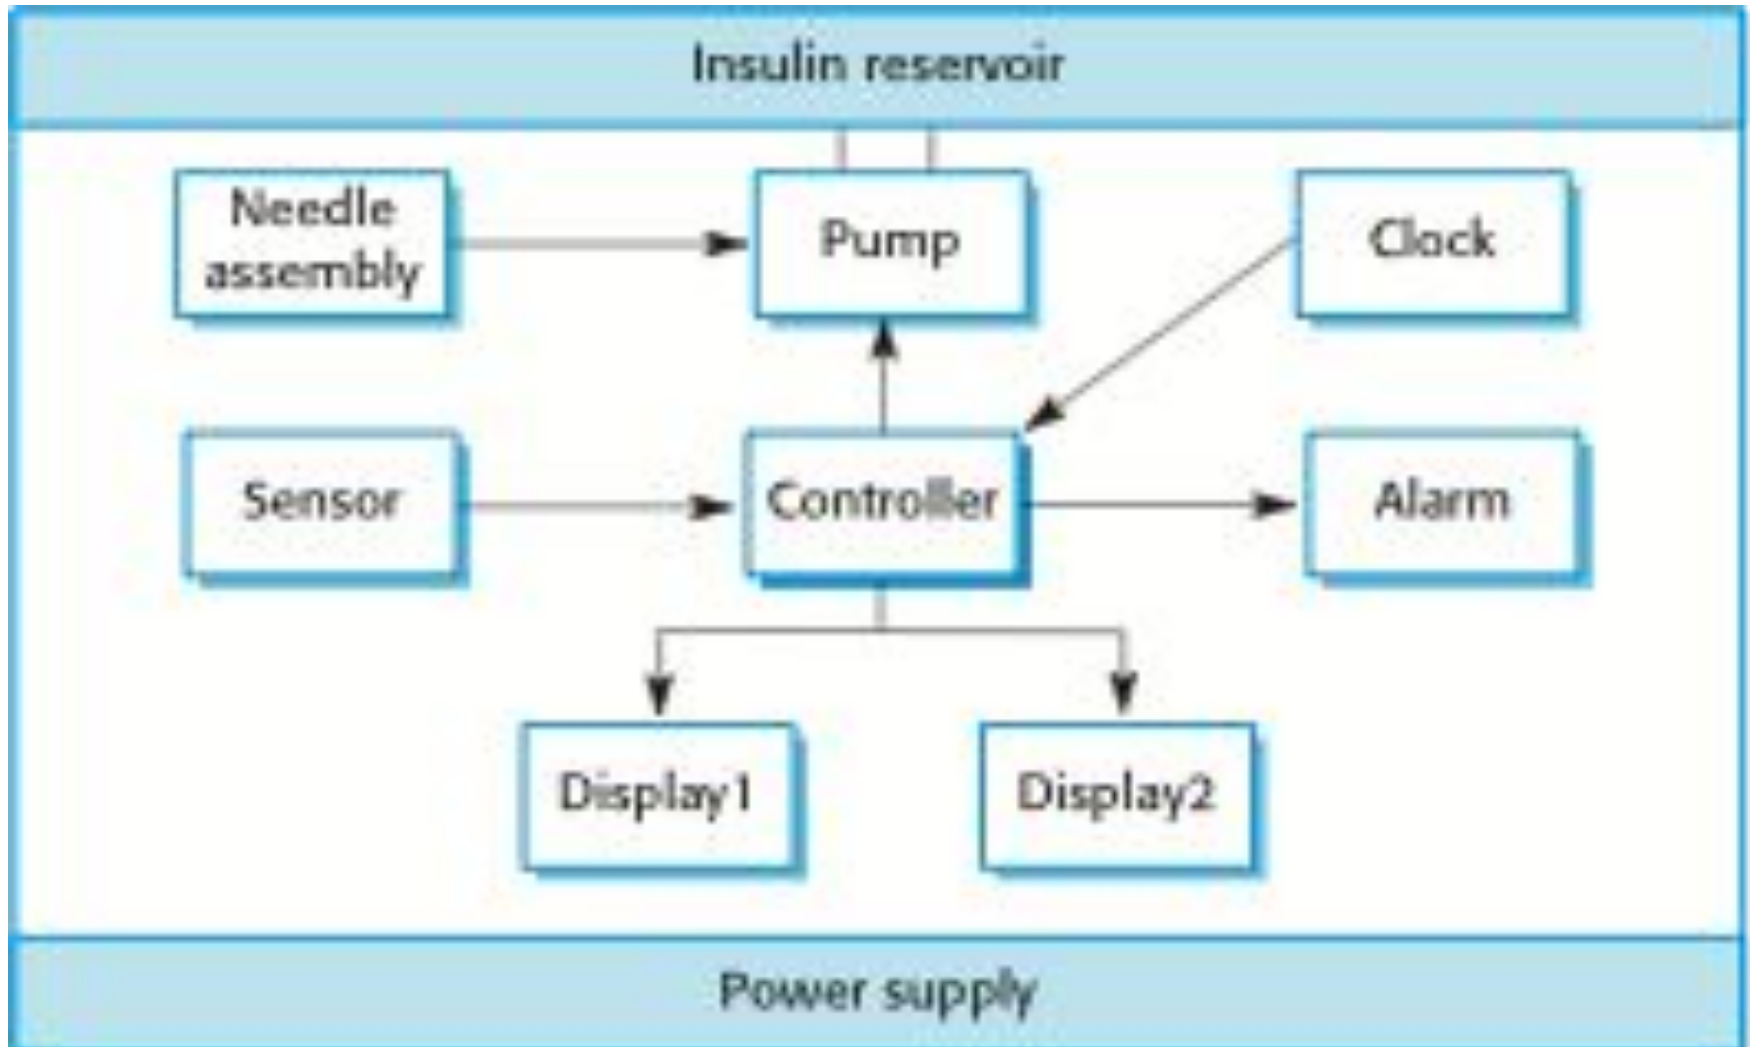 Insulin reservoir
Needle
assembly
Pump
Clock
Sensor
Controller
Alarm
Display1
Display2
Power supply